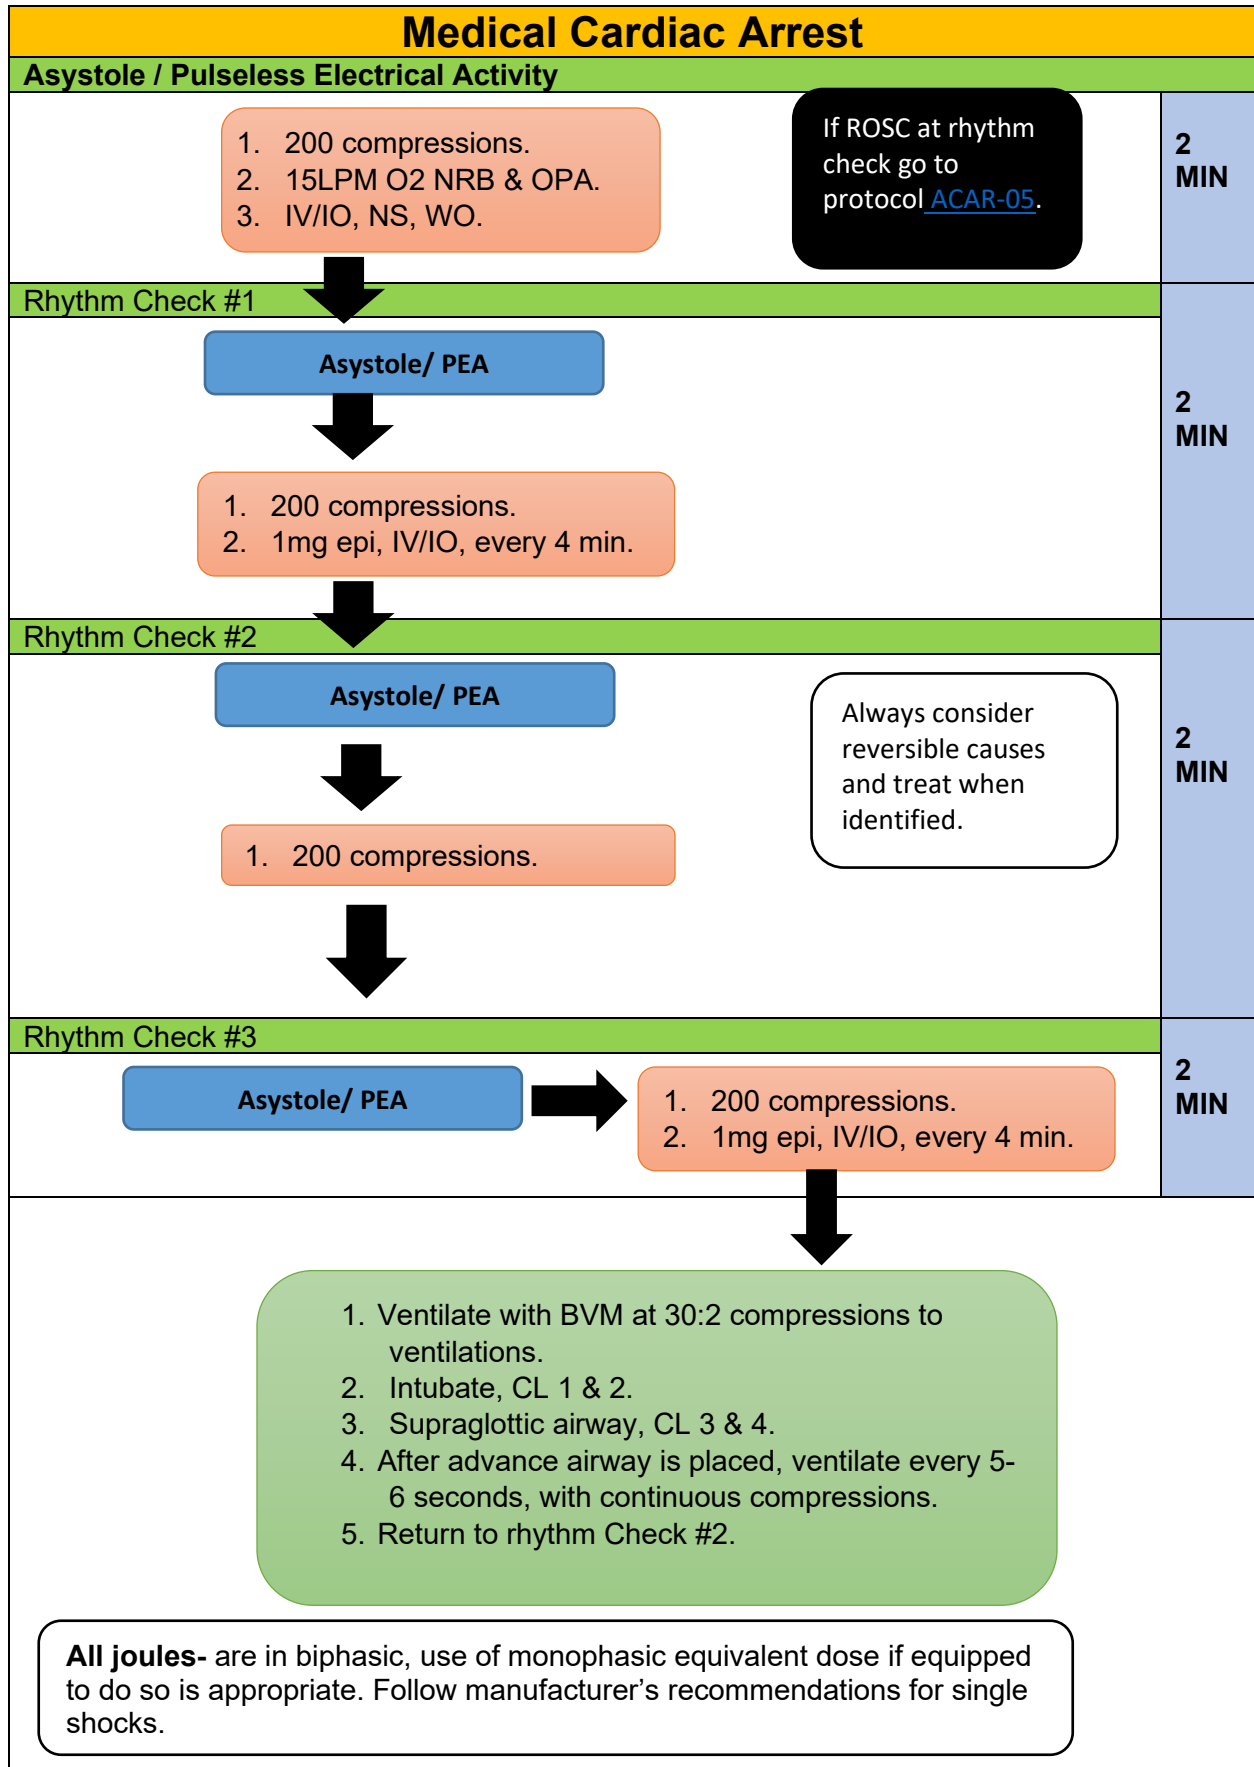 Medical Cardiac Arrest
Asystole / Pulseless Electrical Activity
1. 200 compressions.
2. 15LPM O2 NRB & OPA.
3. IV/IO, NS, WO.
If ROSC at rhythm
check go to
protocol ACAR-05.
2
MIN
Rhythm Check #1
Asystole/ PEA
1. 200 compressions.
2. 1mg epi, IV/IO, every 4 min.
2
MIN
Rhythm Check #2
Asystole/ PEA
1. 200 compressions.
Always consider
reversible causes
and treat when
identified.
2
MIN
Rhythm Check #3
Asystole/ PEA
1. 200 compressions.
2. 1mg epi, IV/IO, every 4 min.
2
MIN
1. Ventilate with BVM at 30:2 compressions to
ventilations.
2. Intubate, CL 1 & 2.
3. Supraglottic airway, CL 3 & 4.
4. After advance airway is placed, ventilate every 5-
6 seconds, with continuous compressions.
5. Return to rhythm Check #2.
All joules- are in biphasic, use of monophasic equivalent dose if equipped
to do so is appropriate. Follow manufacturer’s recommendations for single
shocks.